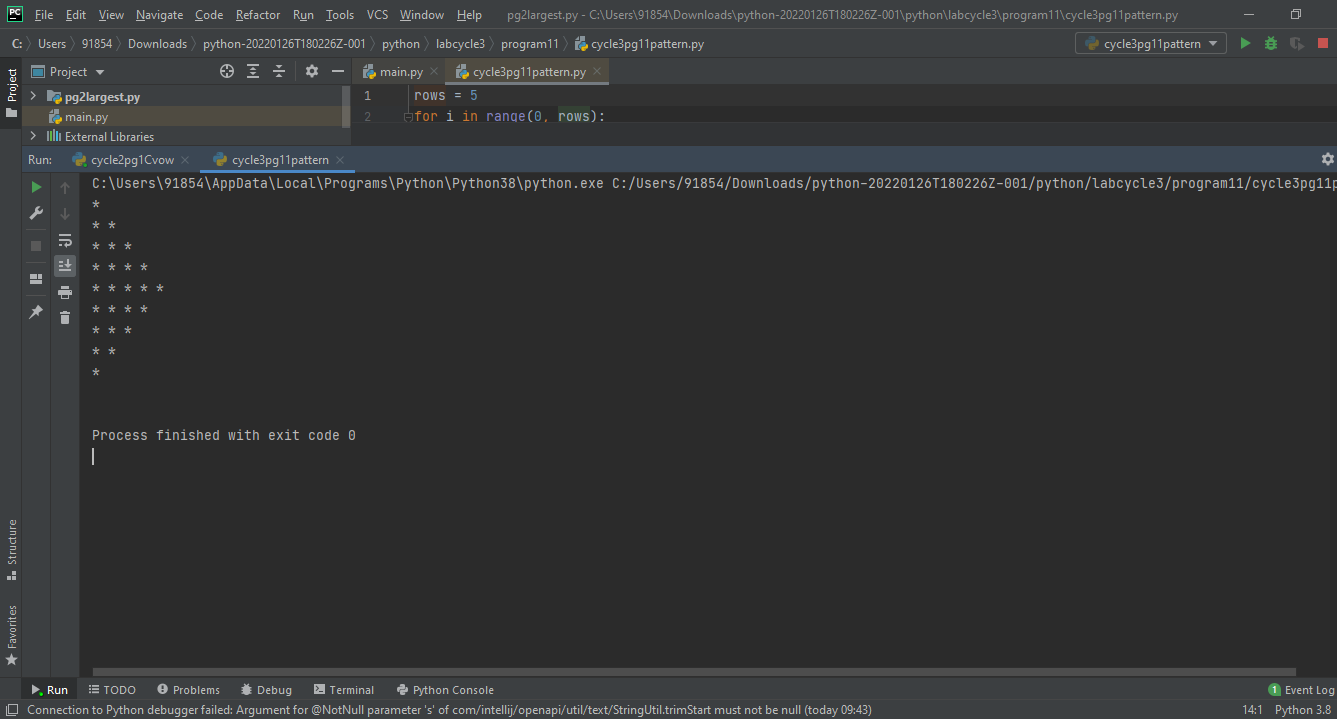 PC File Edit View Navigate Code Refactor Run Tools VCS Window Help pg2largest.py - C:\Users\91854\Downloads\python-20220126T180226Z-001\python\labcycle3\program11\cycle3pg11pattern.py
C: Users 91854 Downloads python-20220126T180226Z-001 python labcycle3 program11 cycle3pg11pattern.py cycle3pg11pattern
Project Project main.py cycle3pg11pattern.py
pg2largest.py 1 rows = 5
main.py 2 for i in range(0, rows):
External Libraries
Run: cycle2pg1Cvow cycle3pg11pattern
C:\Users\91854\AppData\Local\Programs\Python\Python38\python.exe C:/Users/91854/Downloads/python-20220126T180226Z-001/python/labcycle3/program11/cycle3pg11p
*
* *
* * *
* * * *
* * * * *
* * * *
* * *
* *
*
Process finished with exit code 0
Structure
Favorites
Run TODO Problems Debug Terminal Python Console 1 Event Log
Connection to Python debugger failed: Argument for @NotNull parameter 's' of com/intellij/openapi/util/text/StringUtil.trimStart must not be null (today 09:43) 14:1 Python 3.8